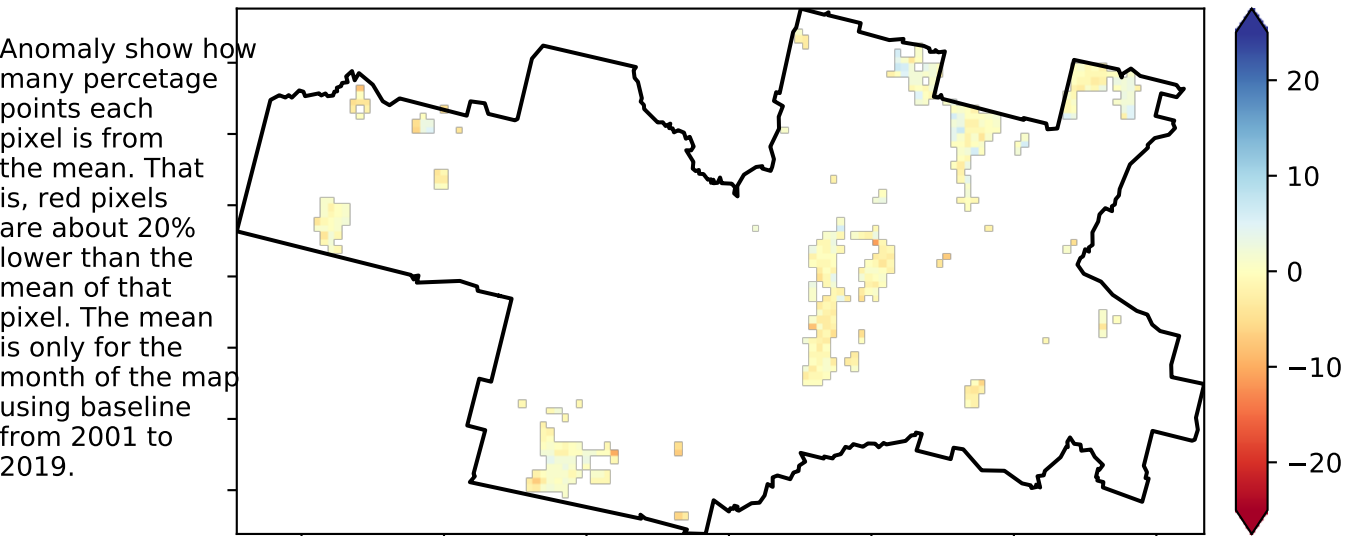 Anomaly show how
many percetage
points each
pixel is from
the mean. That
is, red pixels
are about 20%
lower than the
mean of that
pixel. The mean
is only for the
month of the map
using baseline
from 2001 to
2019.
20
10
0
−10
−20